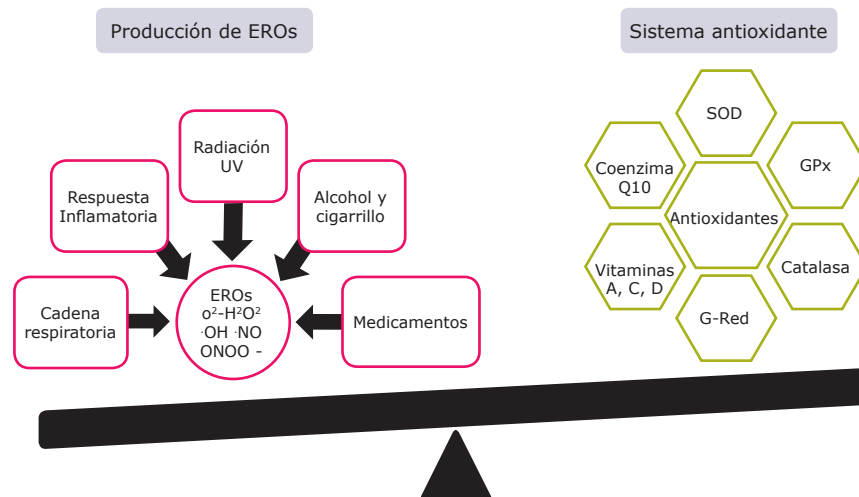 Producción de EROs
Sistema antioxidante
Radiación
UV
Respuesta
Inflamatoria
Alcohol y
cigarrillo
Cadena
respiratoria
EROs
o²-H²O²
·OH ·NO
ONOO -
Medicamentos
SOD
Coenzima
Q10
GPx
Antioxidantes
Vitaminas
A, C, D
Catalasa
G-Red